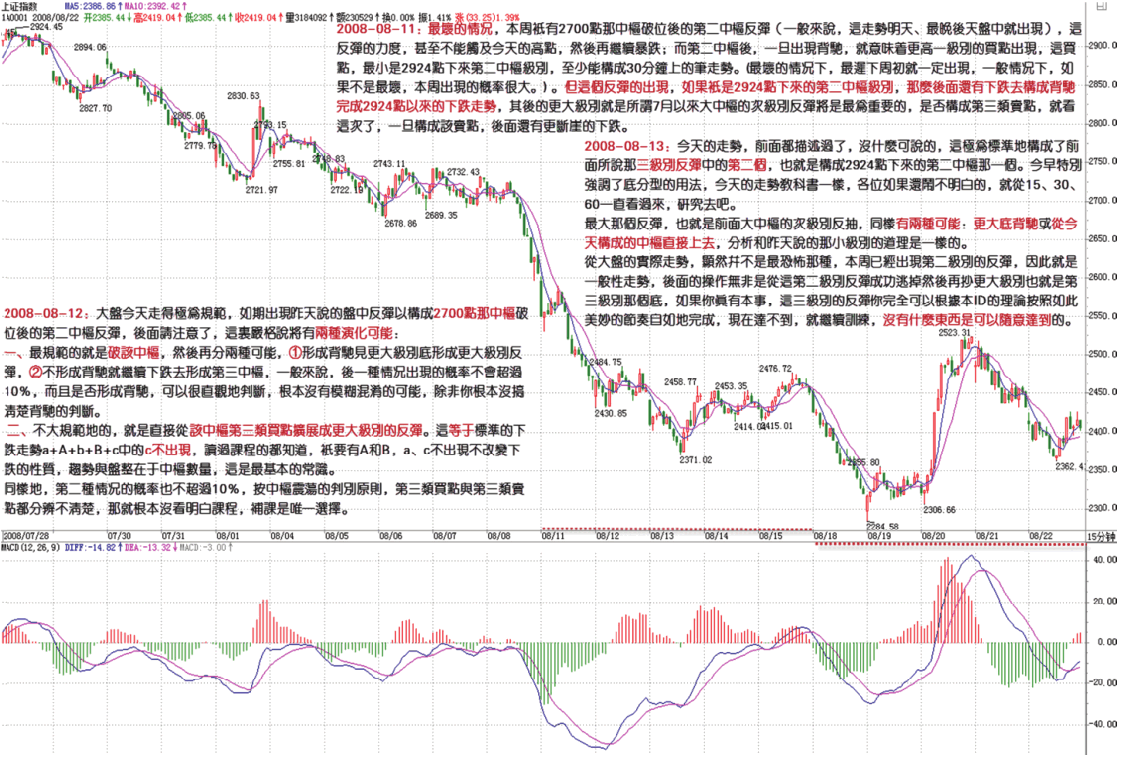 上证指数 MA5:2386.86↑MA10:2392.42↑
1A0001 2008/08/22 开2385.44↓高2419.04↑低2385.44↑收2419.04↑量3184092↑额230529↑换0.00% 振1.41% 涨(33.25)1.39%
2008-08-11：最壞的情况，本周祇有2700點那中樞破位後的第二中樞反彈（一般來說，這走勢明天、最晚後天盤中就出現），這
反彈的力度，甚至不能觸及今天的高點，然後再繼續暴跌；而第二中樞後，一旦出現背馳，就意味着更高一級別的買點出現，這買
點，最小是2924點下來第二中樞級別，至少能構成30分鐘上的筆走勢。(最壞的情况下，最遲下周初就一定出現，一般情况下，如
果不是最壞，本周出現的概率很大。)。但這個反彈的出現，如果祇是2924點下來的第二中樞級別，那麽後面還有下跌去構成背馳
完成2924點以來的下跌走勢，其後的更大級別就是所謂7月以來大中樞的次級別反彈將是最爲重要的，是否構成第三類賣點，就看
這次了，一旦構成該賣點，後面還有更斷崖的下跌。
2008-08-13：今天的走勢，前面都描述過了，沒什麽可說的，這極爲標準地構成了前
面所說那三級別反彈中的第二個，也就是構成2924點下來的第二中樞那一個。今早特別
強調了底分型的用法，今天的走勢教科書一樣，各位如果還鬧不明白的，就從15、30、
60一直看過來，研究去吧。
最大那個反彈，也就是前面大中樞的次級別反抽，同樣有兩種可能：更大底背馳或從今
天構成的中樞直接上去，分析和昨天說的那小級別的道理是一樣的。
從大盤的實際走勢，顯然并不是最恐怖那種，本周已經出現第二級別的反彈，因此就是
一般性走勢，後面的操作無非是從這第二級別反彈成功逃掉然後再抄更大級別也就是第
三級別那個底，如果你真有本事，這三級別的反彈你完全可以根據本ID的理論按照如此
美妙的節奏自如地完成，現在達不到，就繼續訓練，沒有什麽東西是可以隨意達到的。
2008-08-12：大盤今天走得極爲規範，如期出現昨天說的盤中反彈以構成2700點那中樞破
位後的第二中樞反彈，後面請注意了，這裏嚴格說將有兩種演化可能：
一、最規範的就是破該中樞，然後再分兩種可能，①形成背馳見更大級別底形成更大級別反
彈，②不形成背馳就繼續下跌去形成第三中樞，一般來說，後一種情况出現的概率不會超過
10%，而且是否形成背馳，可以很直觀地判斷，根本沒有模糊混淆的可能，除非你根本沒搞
清楚背馳的判斷。
二、不大規範地的，就是直接從該中樞第三類買點擴展成更大級別的反彈。這等于標準的下
跌走勢a+A+b+B+c中的c不出現，讀過課程的都知道，祇要有A和B，a、c不出現不改變下
跌的性質，趨勢與盤整在于中樞數量，這是最基本的常識。
同樣地，第二種情况的概率也不超過10%，按中樞震蕩的判別原則，第三類買點與第三類賣
點都分辨不清楚，那就根本沒看明白課程，補課是唯一選擇。
2924.45
2894.06
2827.70
2805.06
2779.70
2830.63
2721.97
2793.15
2755.81
2748.83
2722.19
2743.11
2678.86
2689.35
2732.43
2484.75
2430.85
2458.77
2371.02
2453.35
2414.04
2415.01
2476.72
2355.80
2284.58
2306.66
2523.31
2362.4
2900.0
2850.0
2800.0
2750.0
2700.0
2650.0
2600.0
2550.0
2500.0
2450.0
2400.0
2350.0
2300.0
2008/07/28 07/30 07/31 08/01 08/04 08/05 08/06 08/07 08/08 08/11 08/12 08/13 08/14 08/15 08/18 08/19 08/20 08/21 08/22 15分钟
MACD(12,26,9) DIFF:-14.82↑DEA:-13.32↓MACD:-3.00↑
40.00
20.00
0.00
-20.00
-40.00